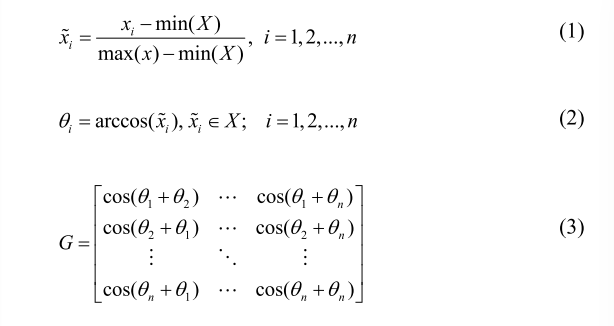 x̃ᵢ = (xᵢ − min(X)) / (max(x) − min(X)), i = 1,2,...,n (1)
θᵢ = arccos(x̃ᵢ), x̃ᵢ ∈ X; i = 1,2,...,n (2)
G = [cos(θ₁ + θ₂) ⋯ cos(θ₁ + θₙ)
cos(θ₂ + θ₁) ⋯ cos(θ₂ + θₙ)
⋮ ⋱ ⋮
cos(θₙ + θ₁) ⋯ cos(θₙ + θₙ)] (3)